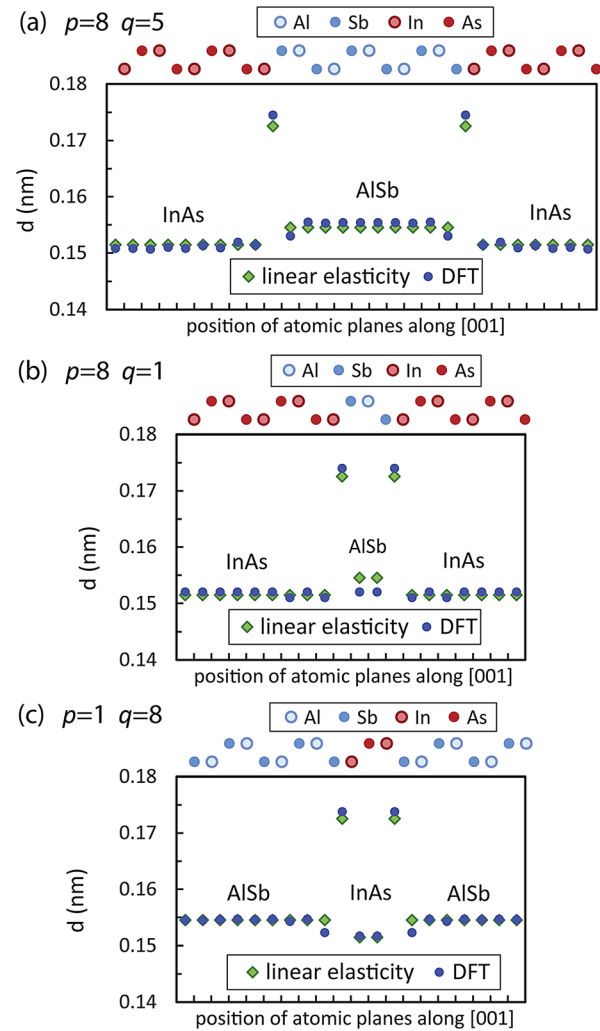 (a) p=8 q=5
Al Sb In As
0.18
0.17
0.16
0.15
0.14
d (nm)
InAs
AlSb
InAs
linear elasticity DFT
position of atomic planes along [001]
(b) p=8 q=1
Al Sb In As
0.18
0.17
0.16
0.15
0.14
d (nm)
InAs
AlSb
InAs
linear elasticity DFT
position of atomic planes along [001]
(c) p=1 q=8
Al Sb In As
0.18
0.17
0.16
0.15
0.14
d (nm)
AlSb
InAs
AlSb
linear elasticity DFT
position of atomic planes along [001]